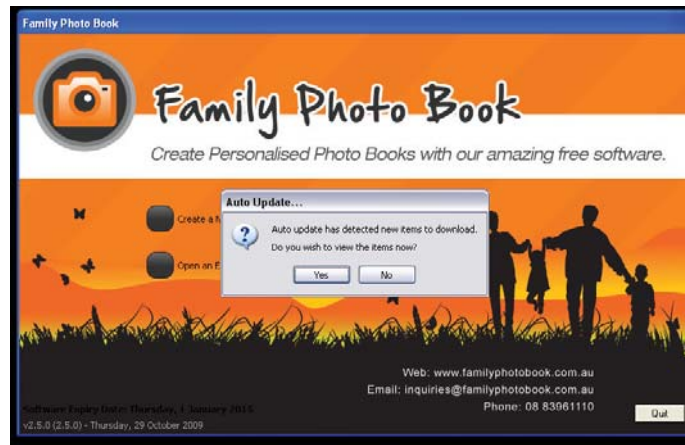 Family Photo Book
Family Photo Book
Create Personalised Photo Books with our amazing free software.
Auto Update...
Create a
Auto update has detected new items to download.
Do you wish to view the items now?
Open an
Yes
No
Web: www.familyphotobook.com.au
Email: inquiries@familyphotobook.com.au
Phone: 08 83961110
Software Expiry Date: Thursday, 1 January
Quit
v2.5.0 (2.5.0) - Thursday, 29 October 2009